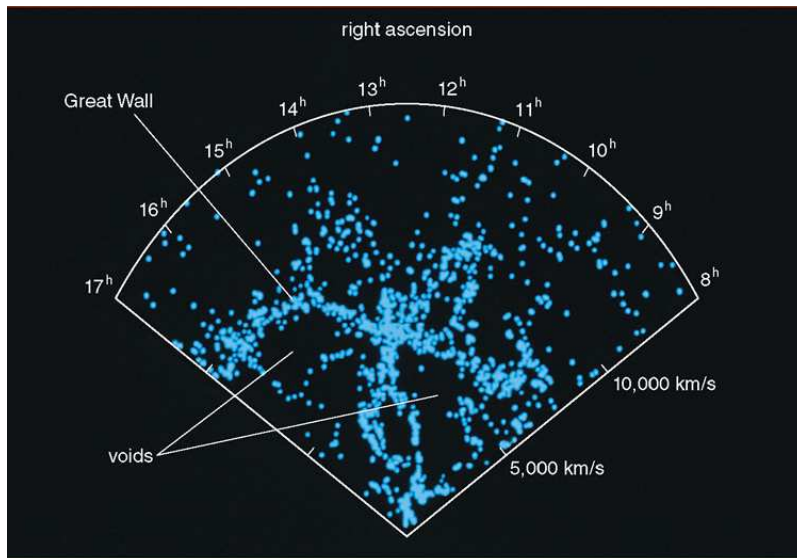 right ascension
Great Wall
17ʰ
16ʰ
15ʰ
14ʰ
13ʰ
12ʰ
11ʰ
10ʰ
9ʰ
8ʰ
10,000 km/s
voids
5,000 km/s